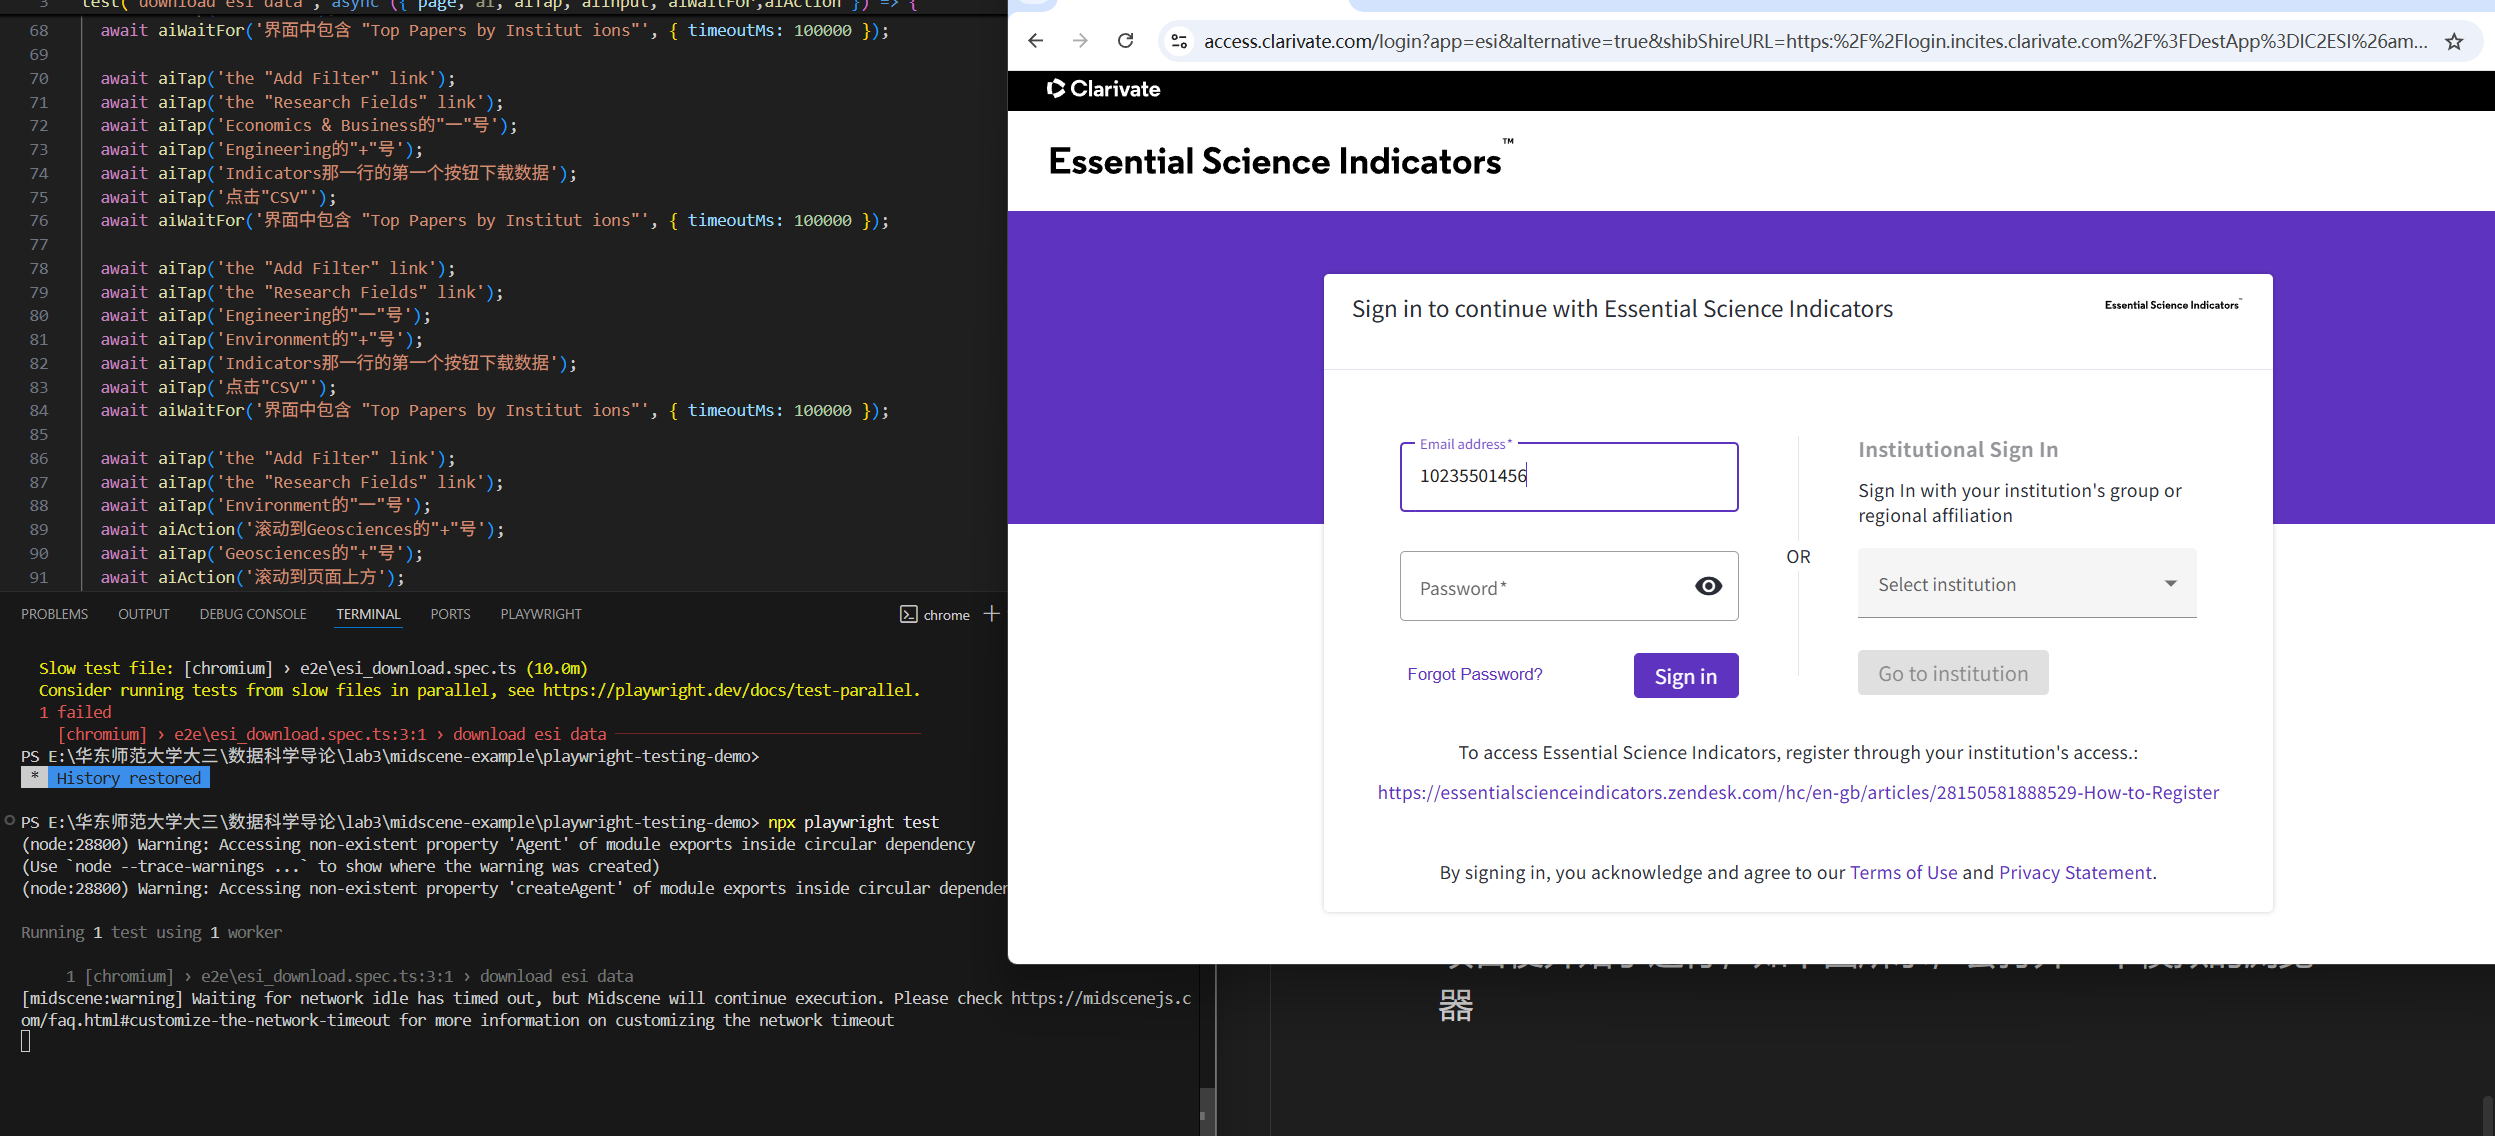 3 test('download esi data', async ({ page, ai, aiTap, aiInput, aiWaitFor,aiAction }) => {
68 await aiWaitFor('界面中包含 "Top Papers by Institut ions"', { timeoutMs: 100000 });
69
70 await aiTap('the "Add Filter" link');
71 await aiTap('the "Research Fields" link');
72 await aiTap('Economics & Business的"一"号');
73 await aiTap('Engineering的"+"号');
74 await aiTap('Indicators那一行的第一个按钮下载数据');
75 await aiTap('点击"CSV"');
76 await aiWaitFor('界面中包含 "Top Papers by Institut ions"', { timeoutMs: 100000 });
77
78 await aiTap('the "Add Filter" link');
79 await aiTap('the "Research Fields" link');
80 await aiTap('Engineering的"一"号');
81 await aiTap('Environment的"+"号');
82 await aiTap('Indicators那一行的第一个按钮下载数据');
83 await aiTap('点击"CSV"');
84 await aiWaitFor('界面中包含 "Top Papers by Institut ions"', { timeoutMs: 100000 });
85
86 await aiTap('the "Add Filter" link');
87 await aiTap('the "Research Fields" link');
88 await aiTap('Environment的"一"号');
89 await aiAction('滚动到Geosciences的"+"号');
90 await aiTap('Geosciences的"+"号');
91 await aiAction('滚动到页面上方');
PROBLEMS OUTPUT DEBUG CONSOLE TERMINAL PORTS PLAYWRIGHT chrome
Slow test file: [chromium] › e2e\esi_download.spec.ts (10.0m)
Consider running tests from slow files in parallel, see https://playwright.dev/docs/test-parallel.
1 failed
[chromium] › e2e\esi_download.spec.ts:3:1 › download esi data
PS E:\华东师范大学大三\数据科学导论\lab3\midscene-example\playwright-testing-demo>
* History restored
PS E:\华东师范大学大三\数据科学导论\lab3\midscene-example\playwright-testing-demo> npx playwright test
(node:28800) Warning: Accessing non-existent property 'Agent' of module exports inside circular dependency
(Use `node --trace-warnings ...` to show where the warning was created)
(node:28800) Warning: Accessing non-existent property 'createAgent' of module exports inside circular dependen
Running 1 test using 1 worker
1 [chromium] › e2e\esi_download.spec.ts:3:1 › download esi data
[midscene:warning] Waiting for network idle has timed out, but Midscene will continue execution. Please check https://midscenejs.c
om/faq.html#customize-the-network-timeout for more information on customizing the network timeout
access.clarivate.com/login?app=esi&alternative=true&shibShireURL=https:%2F%2Flogin.incites.clarivate.com%2F%3FDestApp%3DIC2ESI%26am...
Clarivate
Essential Science Indicators™
Sign in to continue with Essential Science Indicators
Essential Science Indicators™
Email address*
10235501456
Password*
Forgot Password?
Sign in
OR
Institutional Sign In
Sign In with your institution's group or
regional affiliation
Select institution
Go to institution
To access Essential Science Indicators, register through your institution's access.:
https://essentialscienceindicators.zendesk.com/hc/en-gb/articles/28150581888529-How-to-Register
By signing in, you acknowledge and agree to our Terms of Use and Privacy Statement.
器